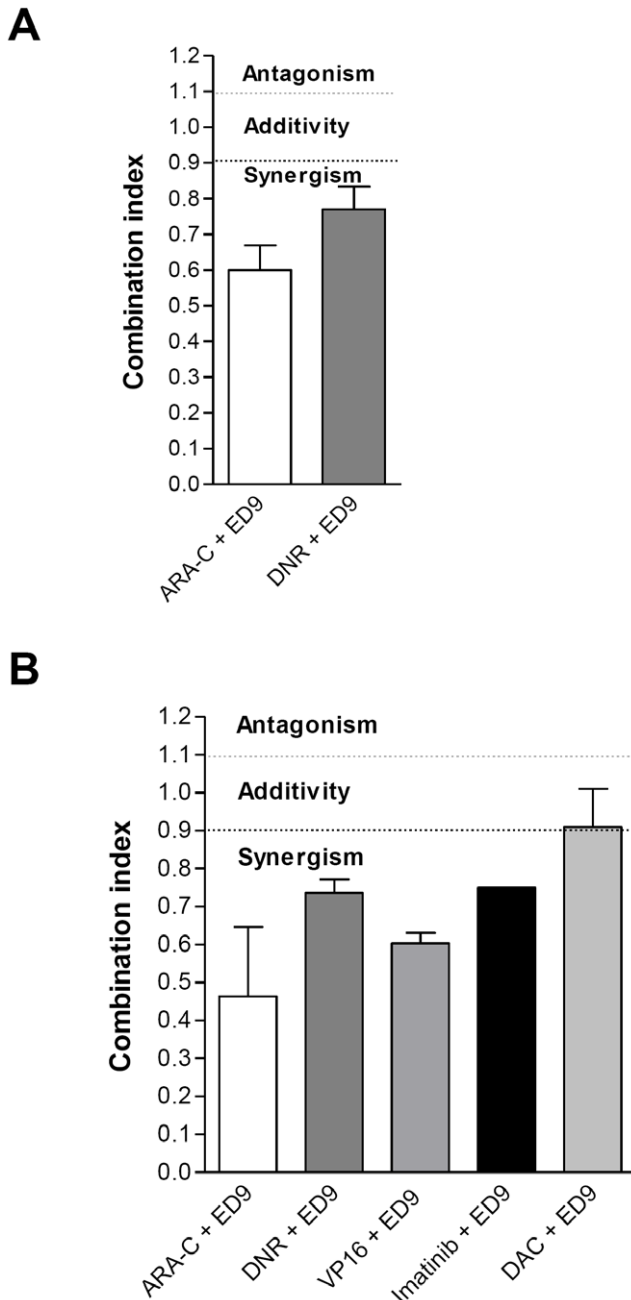 A
Combination index
1.2
1.1
1.0
0.9
0.8
0.7
0.6
0.5
0.4
0.3
0.2
0.1
0.0
Antagonism
Additivity
Synergism
ARA-C + ED9
DNR + ED9
B
Combination index
1.2
1.1
1.0
0.9
0.8
0.7
0.6
0.5
0.4
0.3
0.2
0.1
0.0
Antagonism
Additivity
Synergism
ARA-C + ED9
DNR + ED9
VP16 + ED9
Imatinib + ED9
DAC + ED9